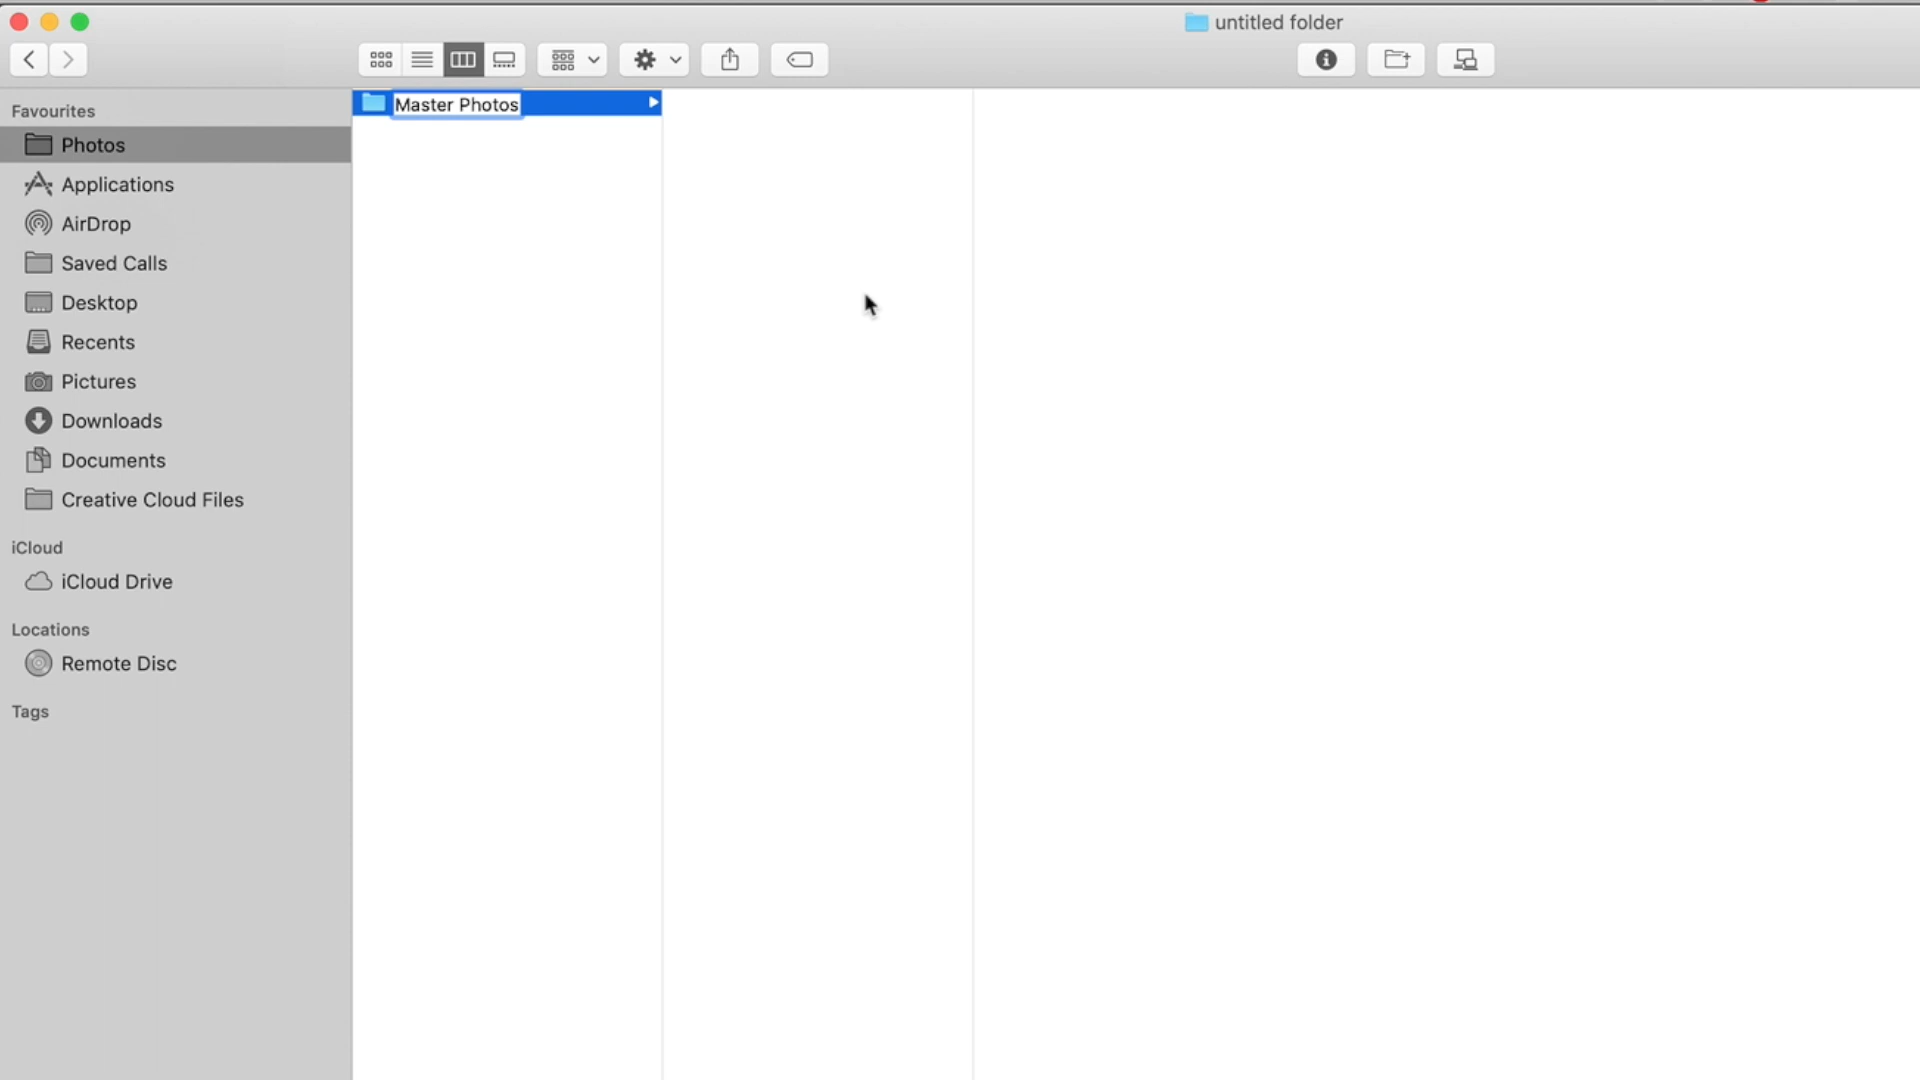 untitled folder
Favourites
Master Photos
Photos
Applications
AirDrop
Saved Calls
Desktop
Recents
Pictures
Downloads
Documents
Creative Cloud Files
iCloud
iCloud Drive
Locations
Remote Disc
Tags